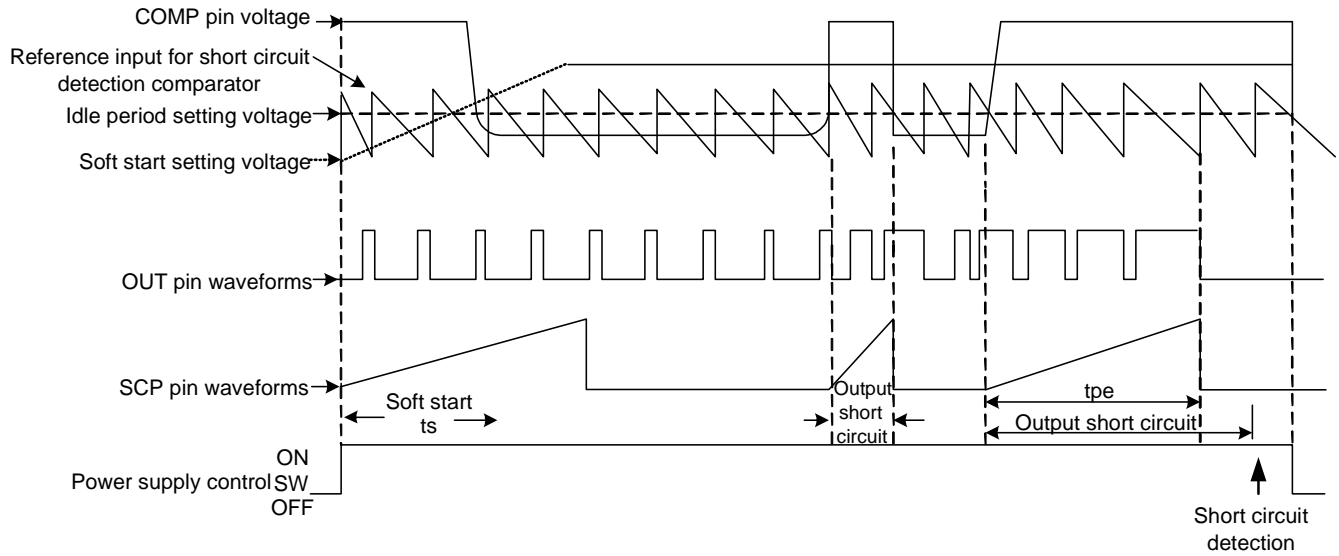 COMP pin voltage
Reference input for short circuit
detection comparator
Idle period setting voltage
Soft start setting voltage
OUT pin waveforms
SCP pin waveforms
Soft start
ts
Output
short
circuit
tpe
Output short circuit
ON
Power supply control SW
OFF
Short circuit
detection